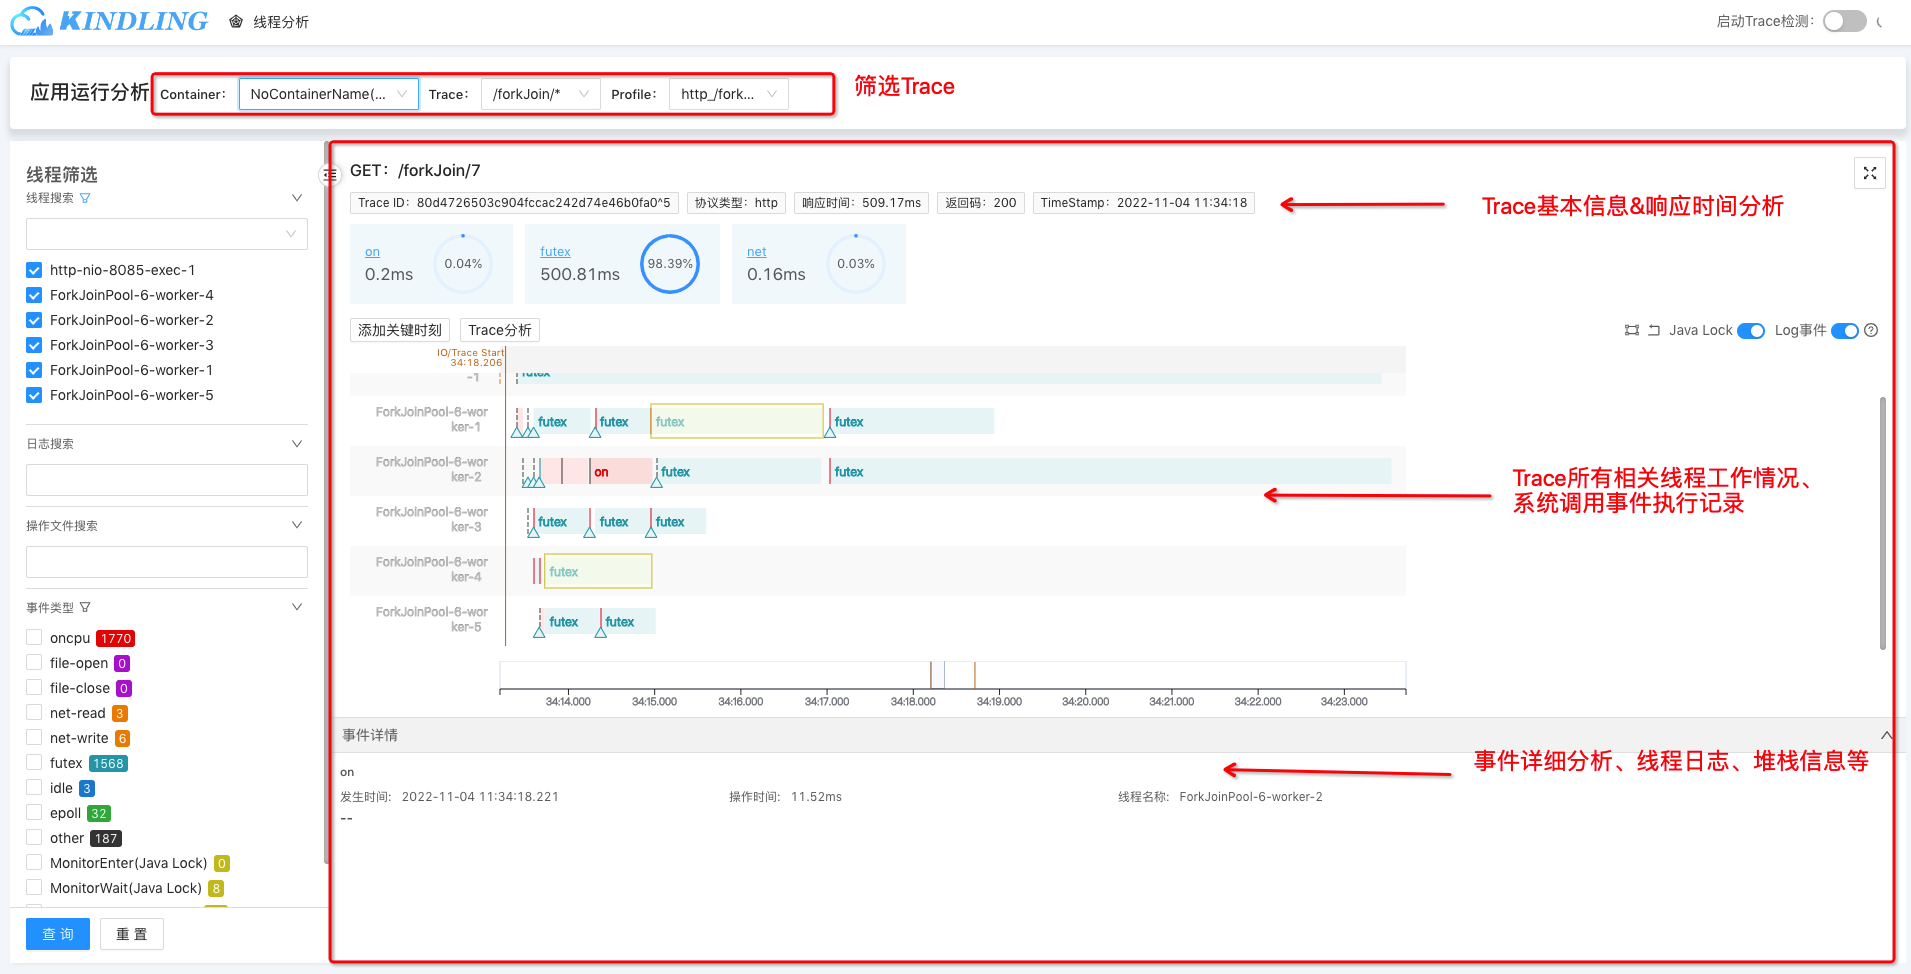 KINDLING
线程分析
启动Trace检测:
应用运行分析
Container:
NoContainerName(...
Trace:
/forkJoin/*
Profile:
http_/fork...
筛选Trace
线程筛选
线程搜索
http-nio-8085-exec-1
ForkJoinPool-6-worker-4
ForkJoinPool-6-worker-2
ForkJoinPool-6-worker-3
ForkJoinPool-6-worker-1
ForkJoinPool-6-worker-5
日志搜索
操作文件搜索
事件类型
oncpu 1770
file-open 0
file-close 0
net-read 3
net-write 6
futex 1568
idle 3
epoll 32
other 187
MonitorEnter(Java Lock) 0
MonitorWait(Java Lock) 8
查 询
重 置
GET: /forkJoin/7
Trace ID: 80d4726503c904fccac242d74e46b0fa0^5
协议类型: http
响应时间: 509.17ms
返回码: 200
TimeStamp: 2022-11-04 11:34:18
Trace基本信息&响应时间分析
on
0.2ms
0.04%
futex
500.81ms
98.39%
net
0.16ms
0.03%
添加关键时刻
Trace分析
Java Lock
Log事件
IO/Trace Start
34:18.206
-1
futex
ForkJoinPool-6-wor
ker-1
futex
futex
futex
futex
ForkJoinPool-6-wor
ker-2
on
futex
futex
ForkJoinPool-6-wor
ker-3
futex
futex
futex
ForkJoinPool-6-wor
ker-4
futex
ForkJoinPool-6-wor
ker-5
futex
futex
Trace所有相关线程工作情况、
系统调用事件执行记录
34:14.000
34:15.000
34:16.000
34:17.000
34:18.000
34:19.000
34:20.000
34:21.000
34:22.000
34:23.000
事件详情
事件详细分析、线程日志、堆栈信息等
on
发生时间: 2022-11-04 11:34:18.221
操作时间: 11.52ms
线程名称: ForkJoinPool-6-worker-2
--